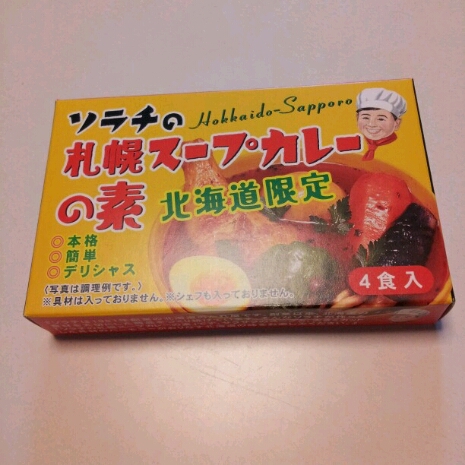 ソラチの
Hokkaido-Sapporo
札幌スープカレー
の素 北海道限定
◎本格
◎簡単
◎デリシャス
(写真は調理例です。)
※具材は入っておりません。※シェフも入っておりません。
4食入